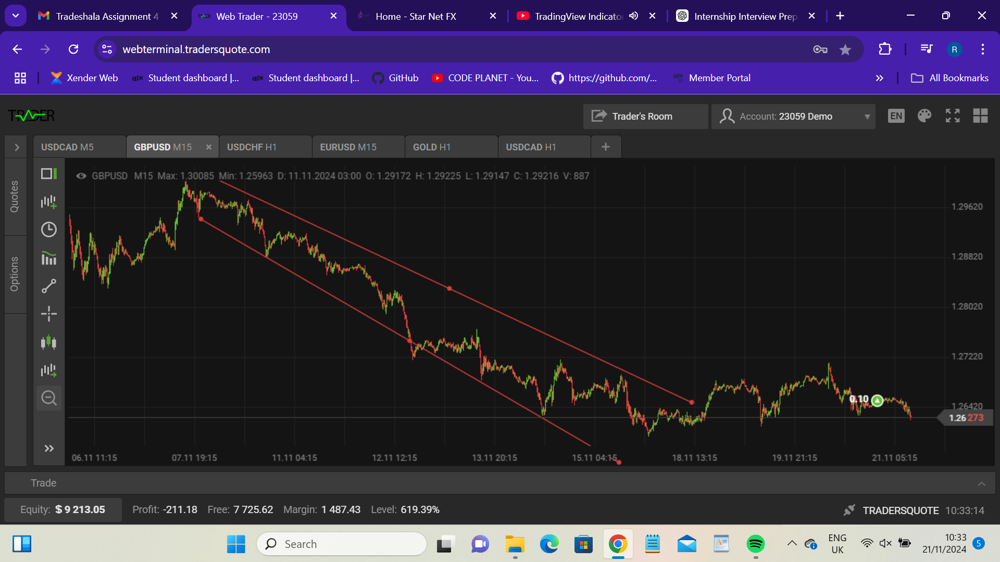 Tradeshala Assignment 4
Web Trader - 23059
Home - Star Net FX
TradingView Indicator
Internship Interview Prep
webterminal.tradersquote.com
R
Xender Web
Student dashboard |...
Student dashboard |...
GitHub
CODE PLANET - You...
https://github.com/...
Member Portal
All Bookmarks
TRADER
Trader's Room
Account: 23059 Demo
EN
USDCAD M5
GBPUSD M15
USDCHF H1
EURUSD M15
GOLD H1
USDCAD H1
Quotes
Options
GBPUSD M15 Max: 1.30085 Min: 1.25963 D: 11.11.2024 03:00 O: 1.29172 H: 1.29225 L: 1.29147 C: 1.29216 V: 887
1.29620
1.28820
1.28020
1.27220
1.26420
1.26 273
0.10
06.11 11:15
07.11 19:15
11.11 04:15
12.11 12:15
13.11 20:15
15.11 04:15
18.11 13:15
19.11 21:15
21.11 05:15
Trade
Equity: $ 9 213.05
Profit: -211.18
Free: 7 725.62
Margin: 1 487.43
Level: 619.39%
TRADERSQUOTE 10:33:14
Search
ENG
UK
10:33
21/11/2024
5